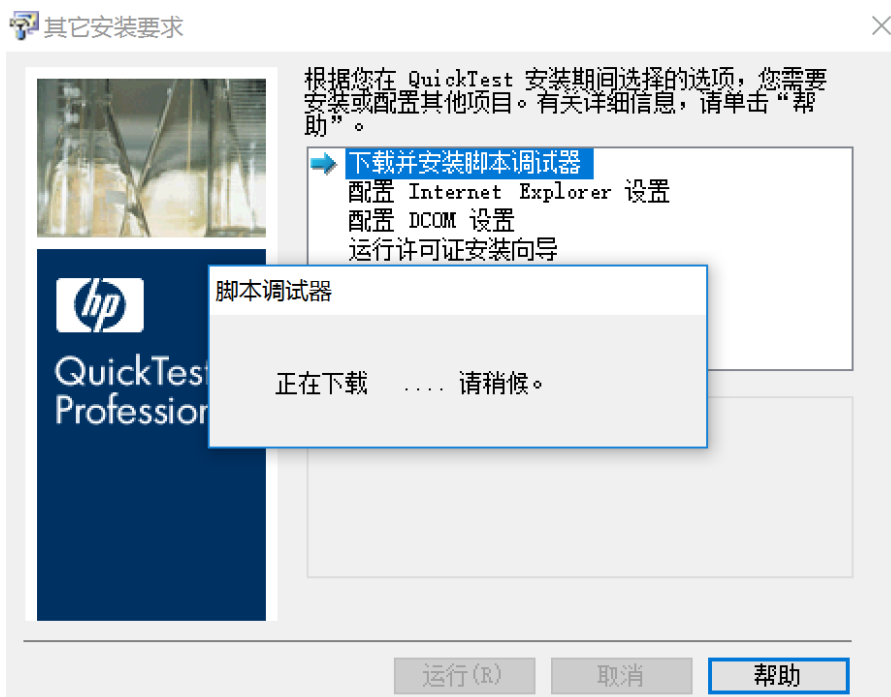 其它安装要求
根据您在 QuickTest 安装期间选择的选项，您需要
安装或配置其他项目。有关详细信息，请单击“帮
助”。
下载并安装脚本调试器
配置 Internet Explorer 设置
配置 DCOM 设置
运行许可证安装向导
脚本调试器
正在下载 .... 请稍候。
hp
QuickTes
Profession
运行(R)
取消
帮助